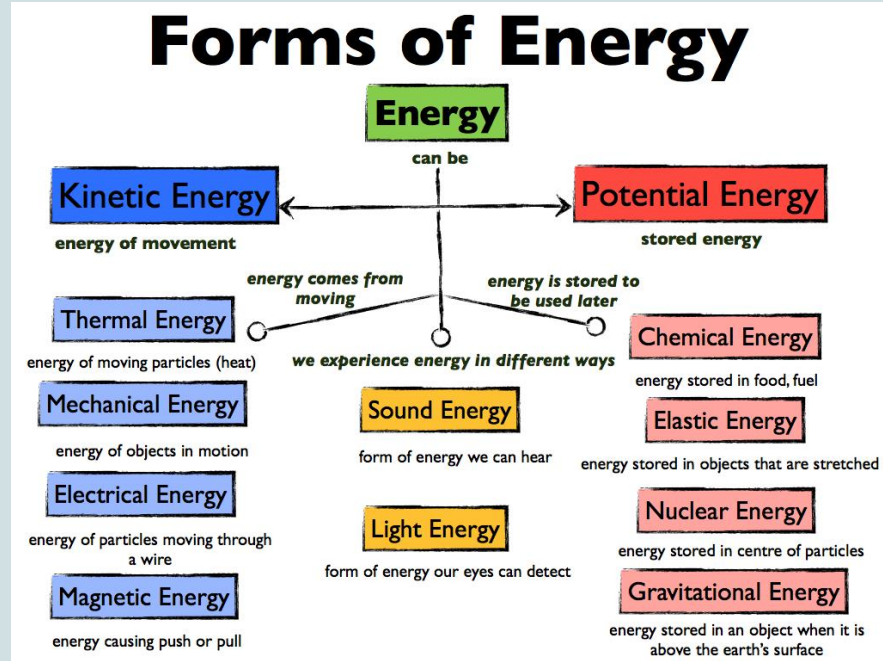 Forms of Energy
Energy
can be
Kinetic Energy
energy of movement
Potential Energy
stored energy
energy comes from
moving
energy is stored to
be used later
we experience energy in different ways
Thermal Energy
energy of moving particles (heat)
Mechanical Energy
energy of objects in motion
Electrical Energy
energy of particles moving through
a wire
Magnetic Energy
energy causing push or pull
Sound Energy
form of energy we can hear
Light Energy
form of energy our eyes can detect
Chemical Energy
energy stored in food, fuel
Elastic Energy
energy stored in objects that are stretched
Nuclear Energy
energy stored in centre of particles
Gravitational Energy
energy stored in an object when it is
above the earth's surface